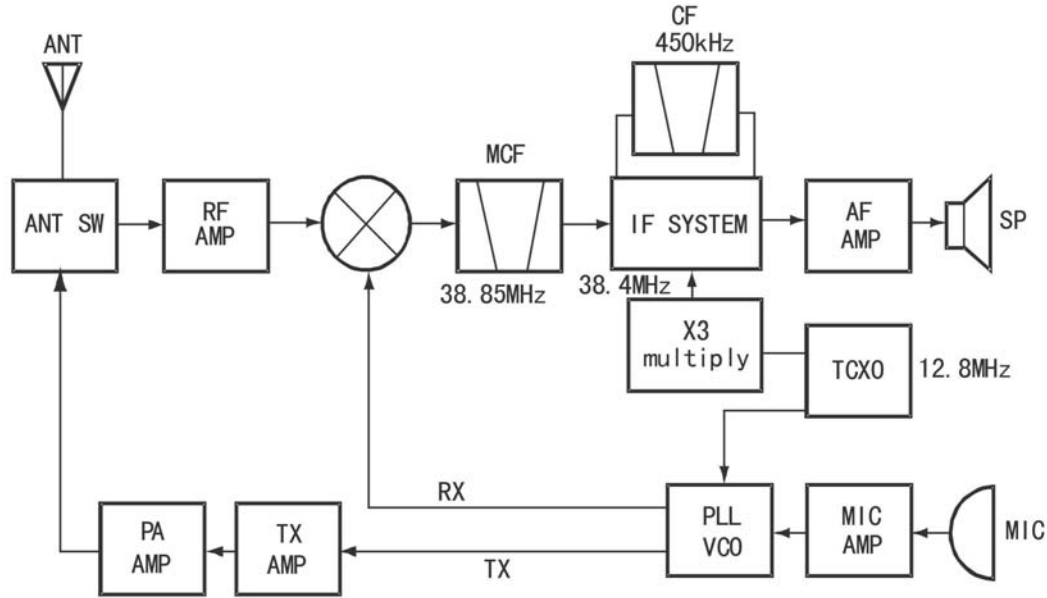 CF
450kHz
ANT
MCF
ANT SW
RF
AMP
IF SYSTEM
AF
AMP
SP
38.85MHz
38.4MHz
X3
multiply
TCXO
12.8MHz
RX
PA
AMP
TX
AMP
TX
PLL
VCO
MIC
AMP
MIC